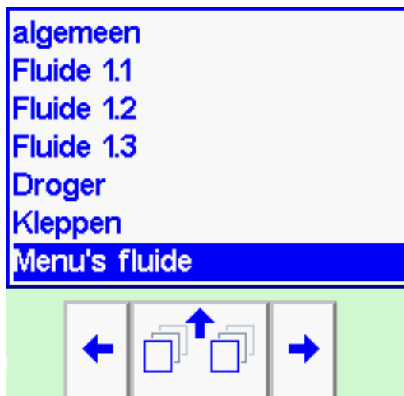 algemeen
Fluide 1.1
Fluide 1.2
Fluide 1.3
Droger
Kleppen
Menu's fluide